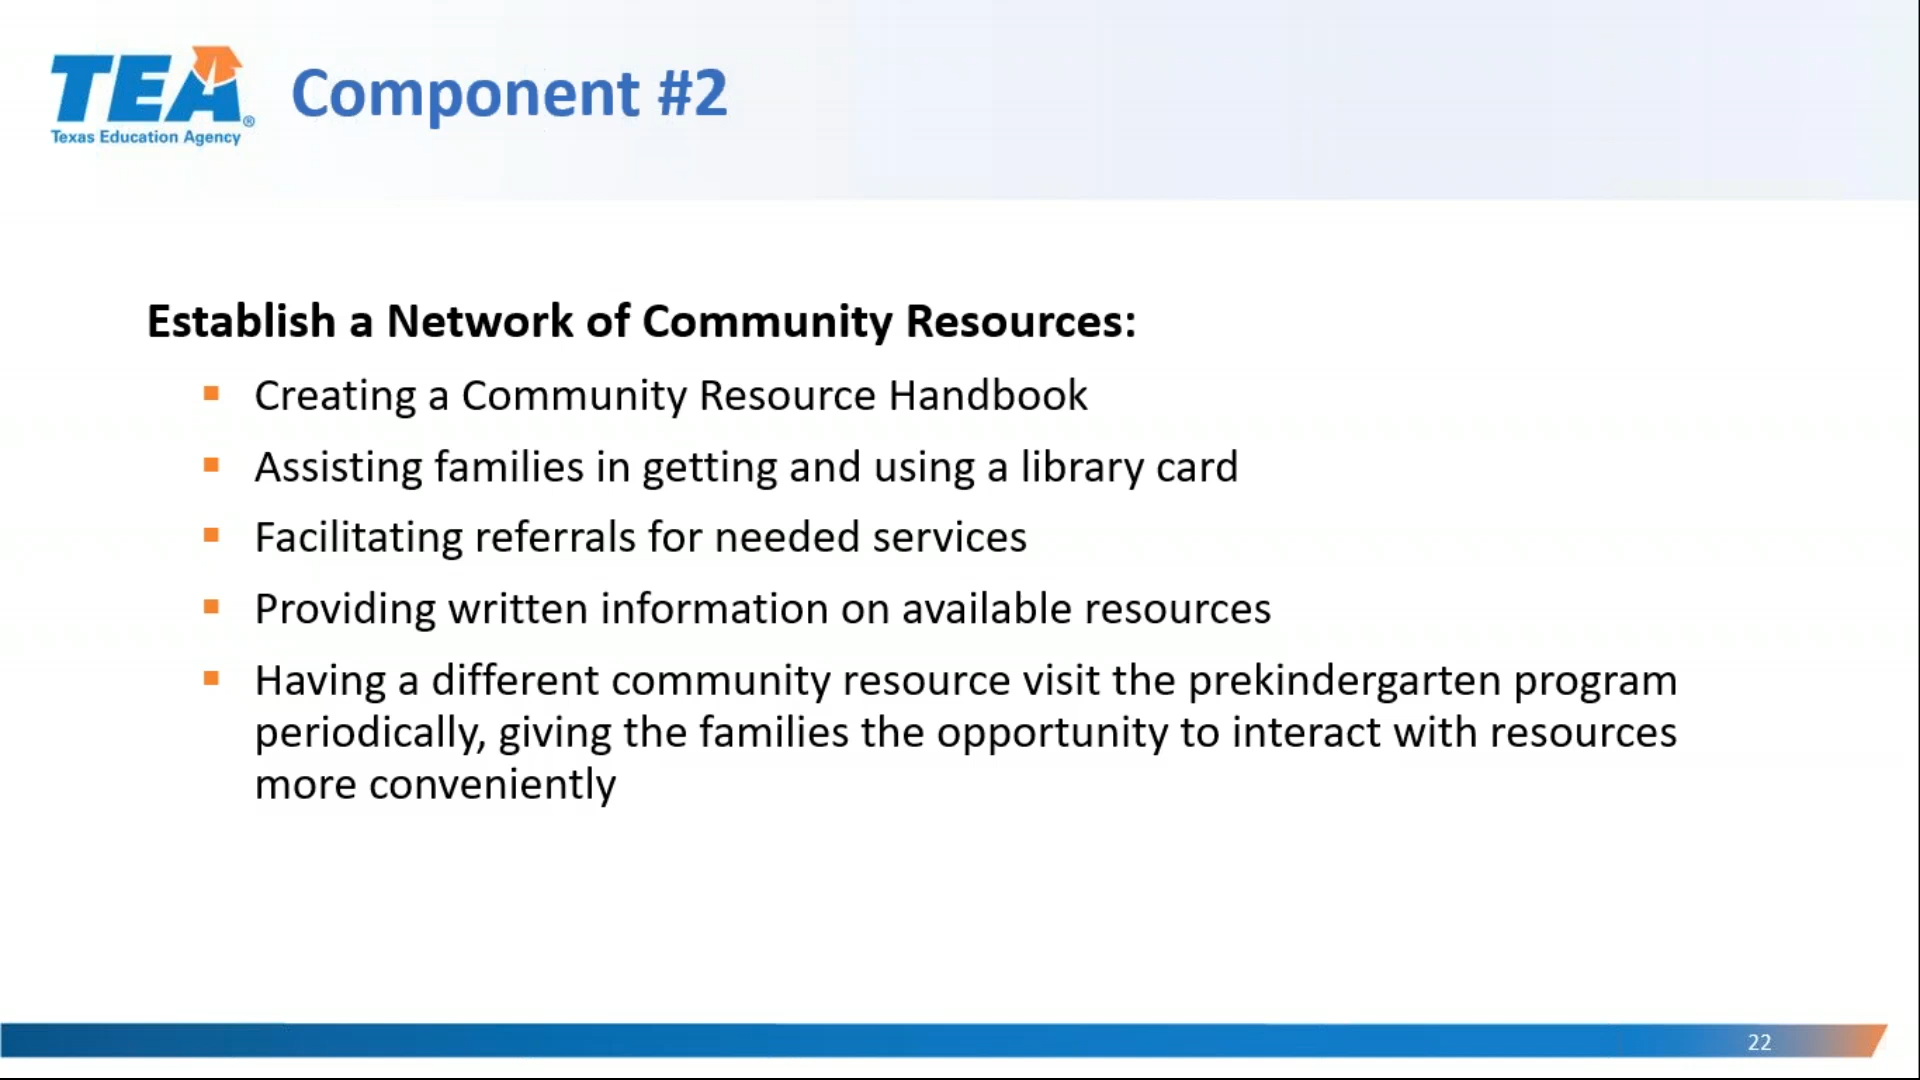 TEA®
Texas Education Agency
Component #2
Establish a Network of Community Resources:
Creating a Community Resource Handbook
Assisting families in getting and using a library card
Facilitating referrals for needed services
Providing written information on available resources
Having a different community resource visit the prekindergarten program
periodically, giving the families the opportunity to interact with resources
more conveniently
22